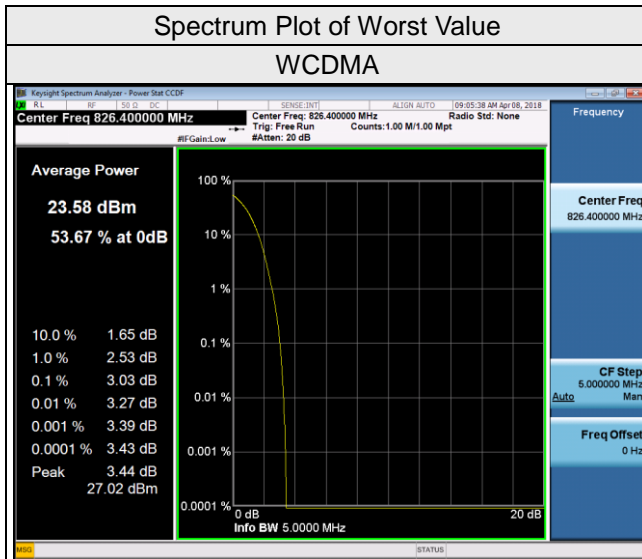 Spectrum Plot of Worst Value
WCDMA
Keysight Spectrum Analyzer - Power Stat CCDF
RL RF 50 Ω DC SENSE:INT ALIGN AUTO 09:05:38 AM Apr 08, 2018
Center Freq 826.400000 MHz
Center Freq: 826.400000 MHz Radio Std: None
Trig: Free Run Counts:1.00 M/1.00 Mpt
#IFGain:Low #Atten: 20 dB
Frequency
Average Power
23.58 dBm
53.67 % at 0dB
10.0 % 1.65 dB
1.0 % 2.53 dB
0.1 % 3.03 dB
0.01 % 3.27 dB
0.001 % 3.39 dB
0.0001 % 3.43 dB
Peak 3.44 dB
27.02 dBm
100 %
10 %
1 %
0.1 %
0.01 %
0.001 %
0.0001 %
0 dB 20 dB
Info BW 5.0000 MHz
Center Freq
826.400000 MHz
CF Step
5.000000 MHz
Auto Man
Freq Offset
0 Hz
MSG STATUS